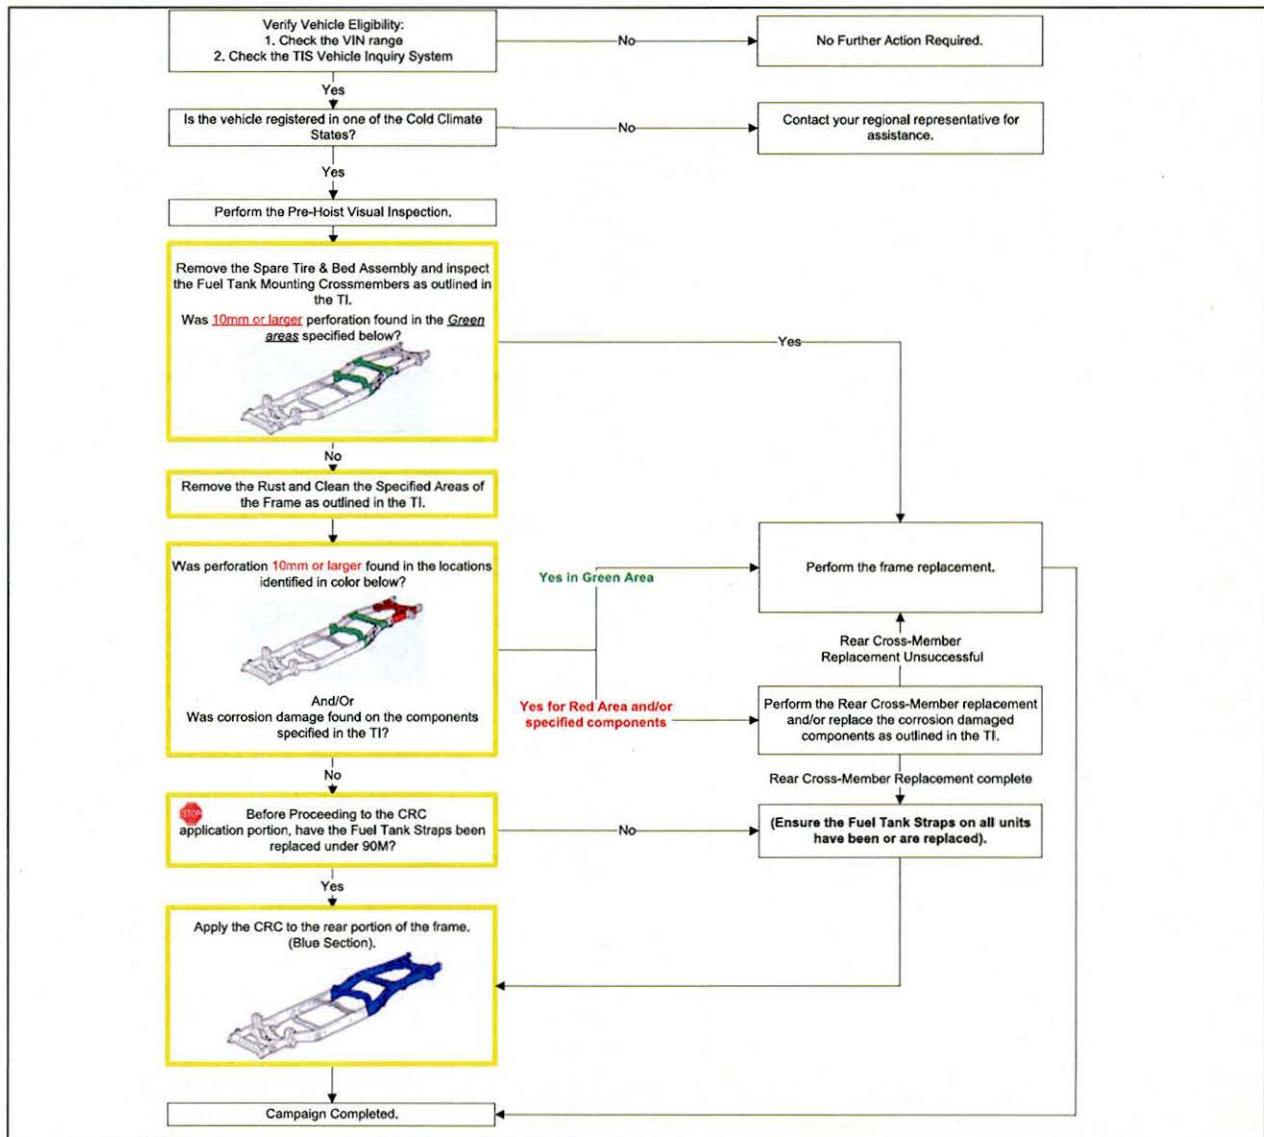 Verify Vehicle Eligibility:
1. Check the VIN range
2. Check the TIS Vehicle Inquiry System
No
No Further Action Required.
Yes
Is the vehicle registered in one of the Cold Climate
States?
No
Contact your regional representative for
assistance.
Yes
Perform the Pre-Hoist Visual Inspection.
Remove the Spare Tire & Bed Assembly and inspect
the Fuel Tank Mounting Crossmembers as outlined in
the TI.
Was 10mm or larger perforation found in the Green
areas specified below?
Yes
No
Remove the Rust and Clean the Specified Areas of
the Frame as outlined in the TI.
Was perforation 10mm or larger found in the locations
identified in color below?
And/Or
Was corrosion damage found on the components
specified in the TI?
Yes in Green Area
Perform the frame replacement.
Rear Cross-Member
Replacement Unsuccessful
Yes for Red Area and/or
specified components
Perform the Rear Cross-Member replacement
and/or replace the corrosion damaged
components as outlined in the TI.
No
Rear Cross-Member Replacement complete
STOP
Before Proceeding to the CRC
application portion, have the Fuel Tank Straps been
replaced under 90M?
No
(Ensure the Fuel Tank Straps on all units
have been or are replaced).
Yes
Apply the CRC to the rear portion of the frame.
(Blue Section).
Campaign Completed.